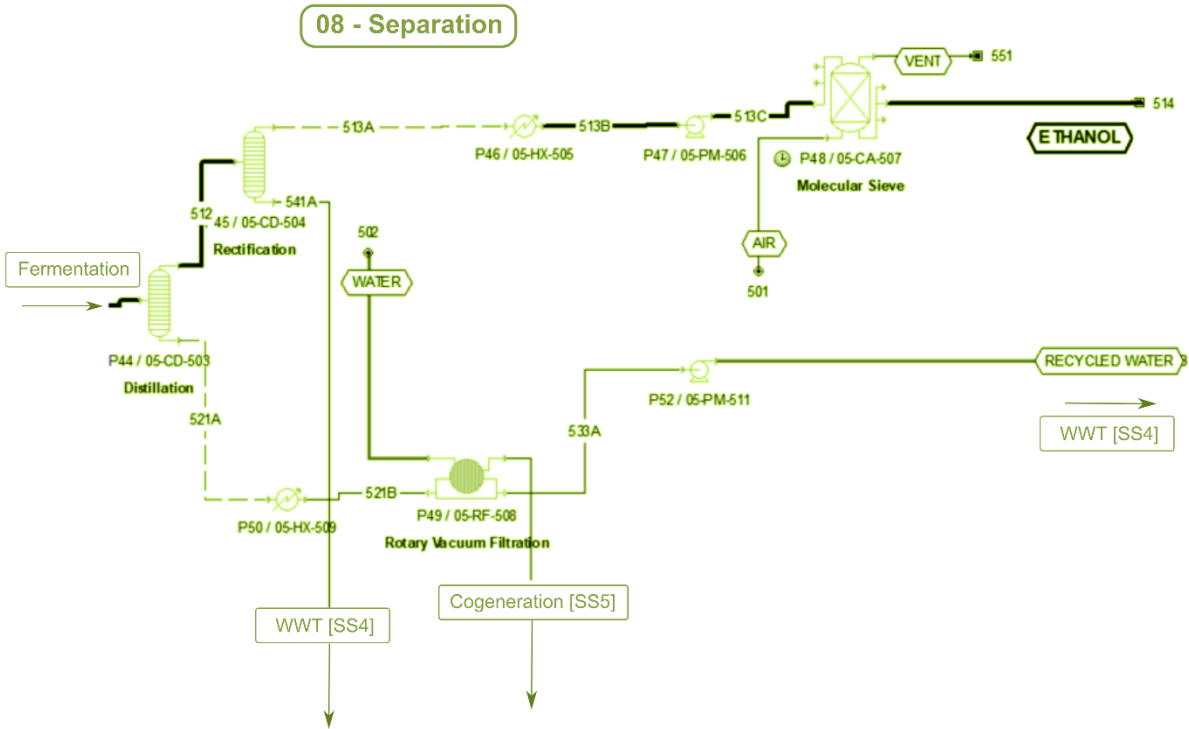 08 - Separation
VENT
551
513A
513B
513C
514
P46 / 05-HX-505
P47 / 05-PM-506
P48 / 05-CA-507
Molecular Sieve
ETHANOL
541A
512
45 / 05-CD-504
Rectification
502
WATER
AIR
501
Fermentation
P44 / 05-CD-503
Distillation
521A
RECYCLED WATER
P52 / 05-PM-511
533A
WWT [SS4]
521B
P50 / 05-HX-509
P49 / 05-RF-508
Rotary Vacuum Filtration
Cogeneration [SS5]
WWT [SS4]